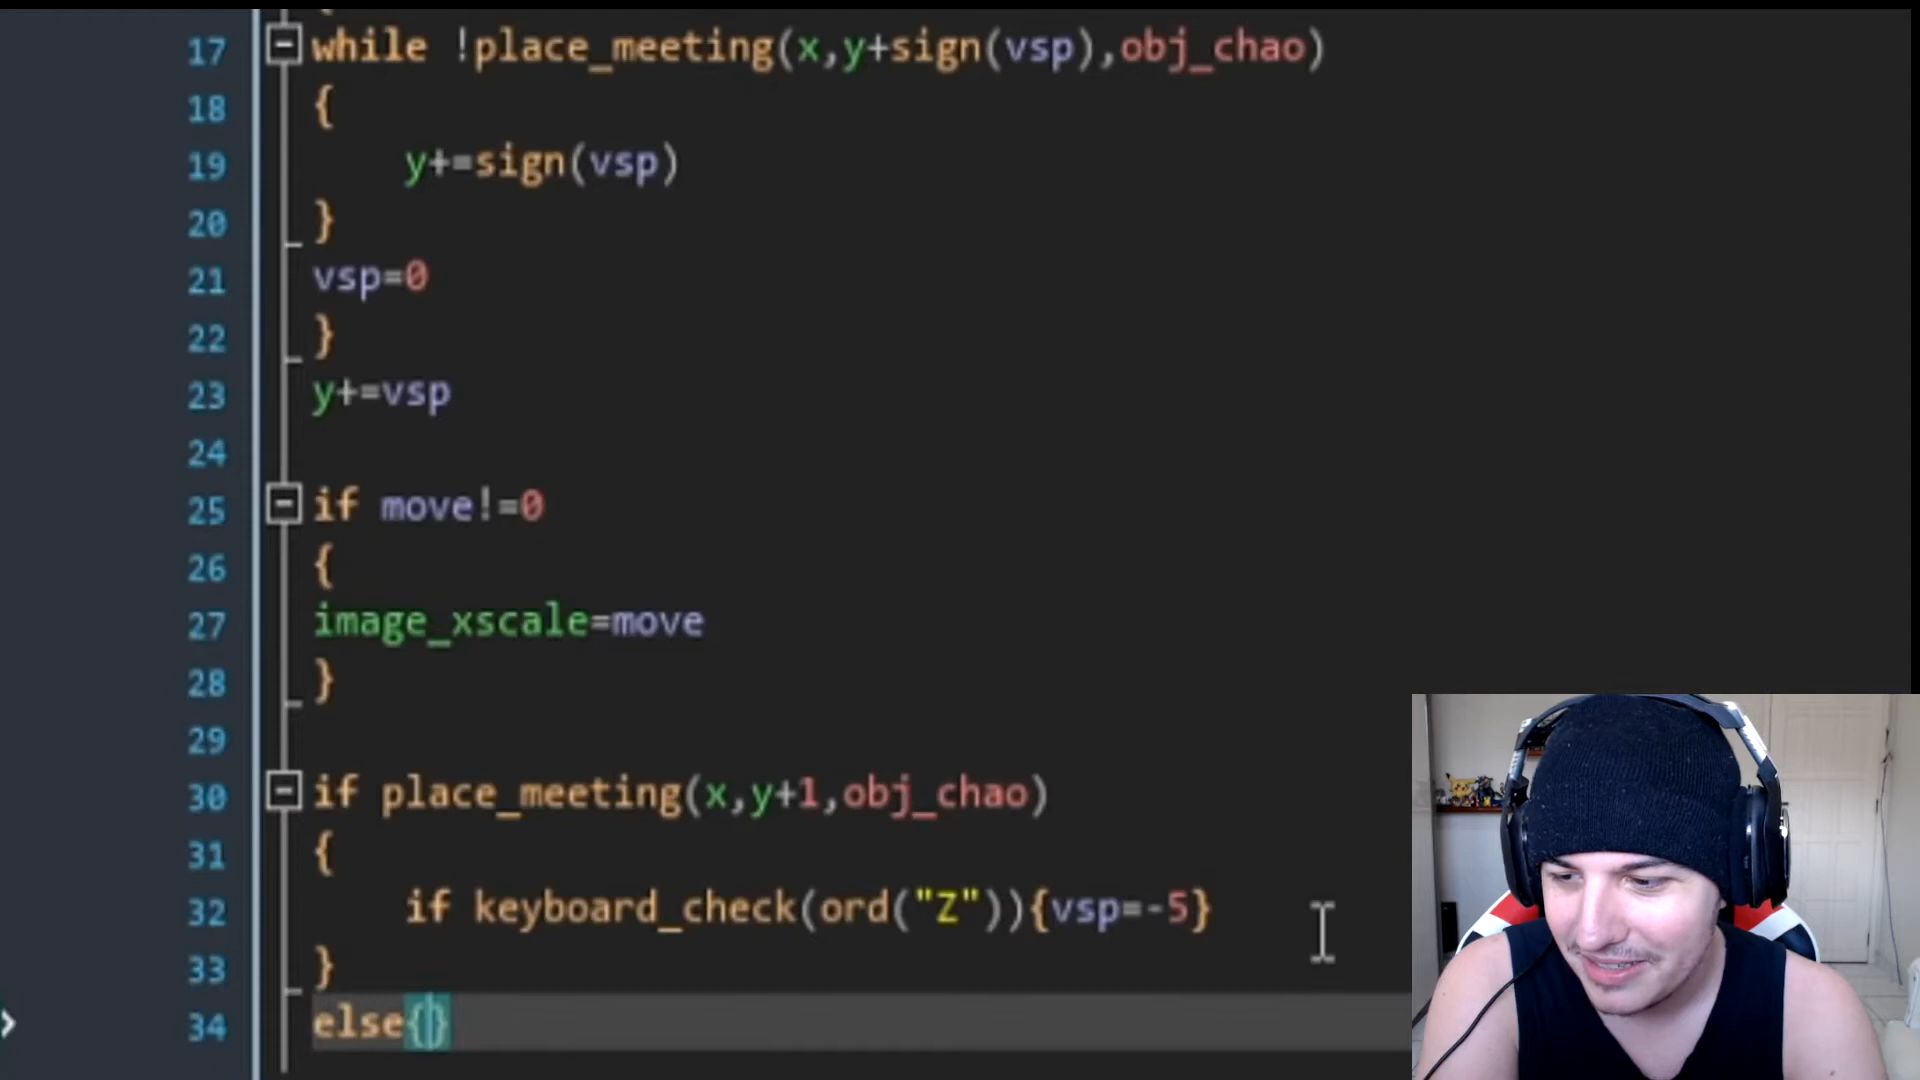 17 while !place_meeting(x,y+sign(vsp),obj_chao)
18 {
19 y+=sign(vsp)
20 }
21 vsp=0
22 }
23 y+=vsp
24
25 if move!=0
26 {
27 image_xscale=move
28 }
29
30 if place_meeting(x,y+1,obj_chao)
31 {
32 if keyboard_check(ord("Z")){vsp=-5}
33 }
34 else{}